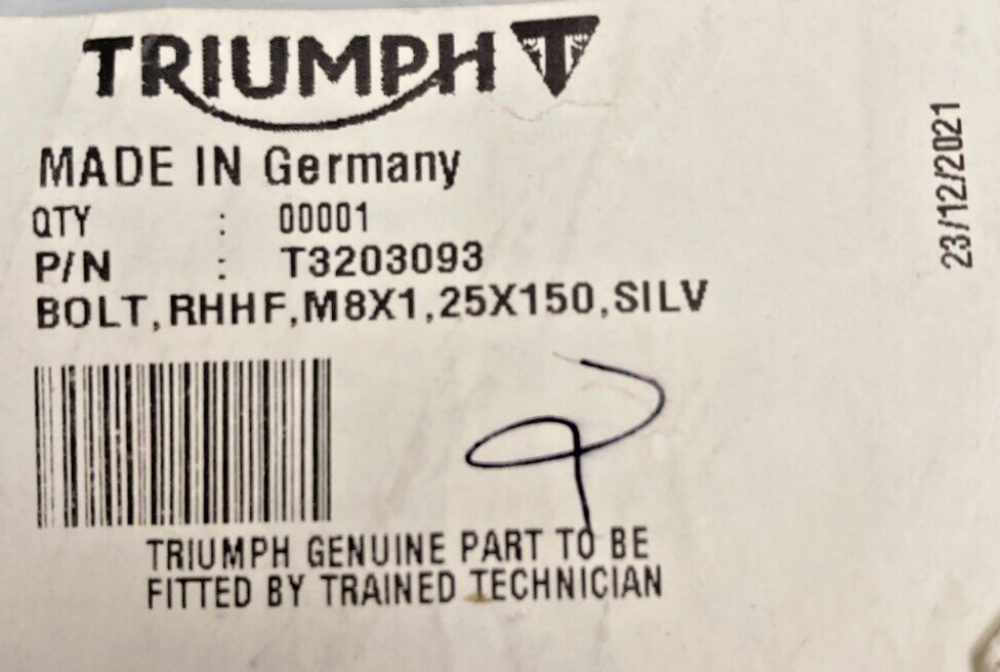 TRIUMPH
MADE IN Germany
QTY : 00001
P/N : T3203093
BOLT,RHHF,M8X1,25X150,SILV
TRIUMPH GENUINE PART TO BE
FITTED BY TRAINED TECHNICIAN
23/12/2021